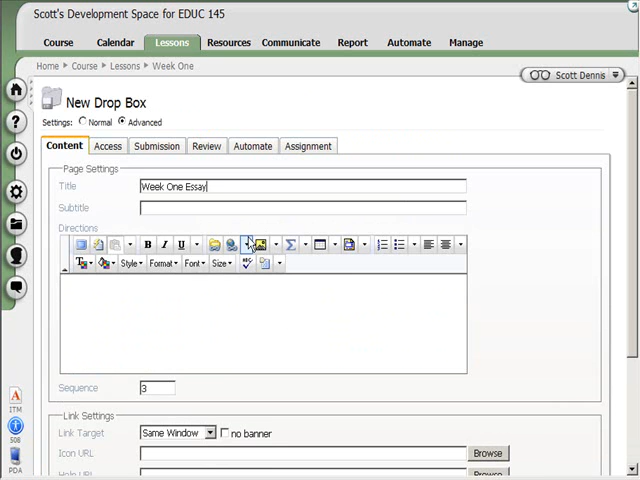 Scott's Development Space for EDUC 145
Course Calendar Lessons Resources Communicate Report Automate Manage
Home Course Lessons Week One
Scott Dennis
New Drop Box
Settings: Normal Advanced
Content Access Submission Review Automate Assignment
Page Settings
Title Week One Essay
Subtitle
Directions
B I U
Style Format Font Size ABC
Sequence 3
Link Settings
Link Target Same Window no banner
Icon URL Browse
Help URL Browse
ITM
508
PDA